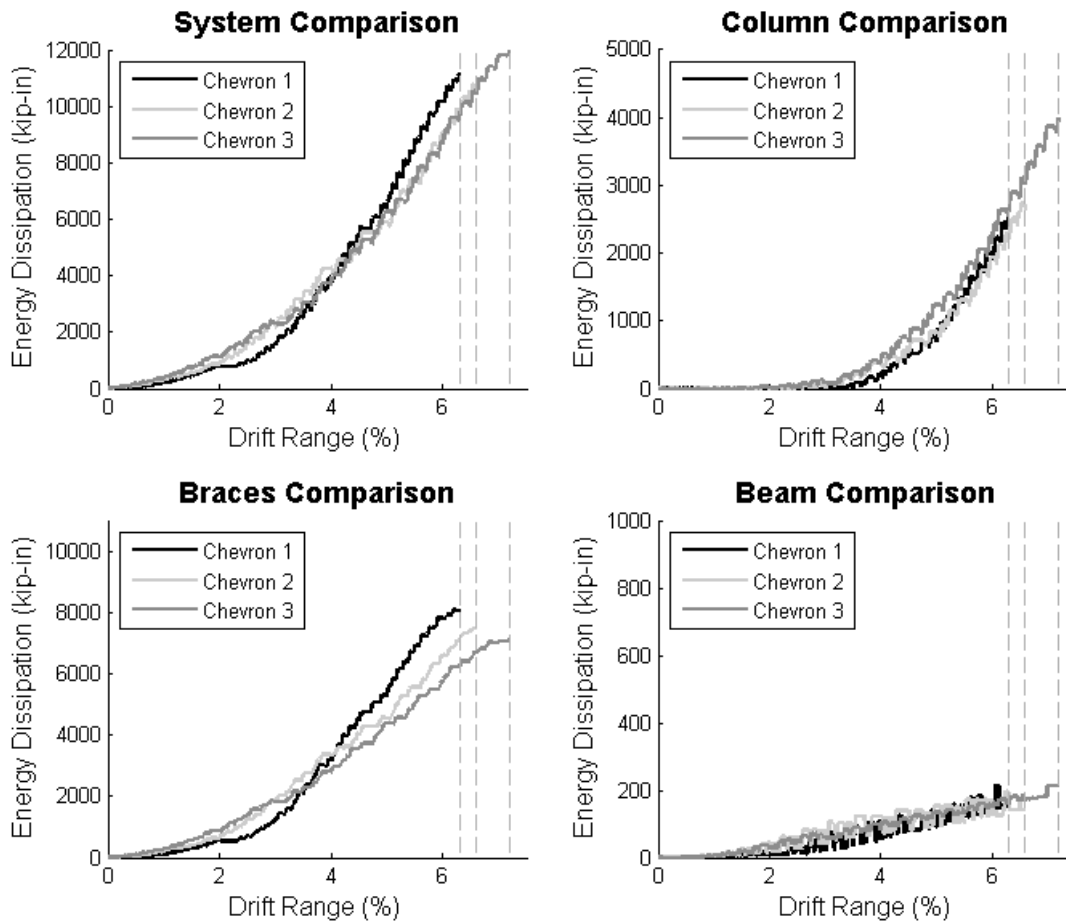 System Comparison
Energy Dissipation (kip-in)
12000
10000
8000
6000
4000
2000
0
Chevron 1
Chevron 2
Chevron 3
0 2 4 6
Drift Range (%)
Column Comparison
Energy Dissipation (kip-in)
5000
4000
3000
2000
1000
0
Chevron 1
Chevron 2
Chevron 3
0 2 4 6
Drift Range (%)
Braces Comparison
Energy Dissipation (kip-in)
10000
8000
6000
4000
2000
0
Chevron 1
Chevron 2
Chevron 3
0 2 4 6
Drift Range (%)
Beam Comparison
Energy Dissipation (kip-in)
1000
800
600
400
200
0
Chevron 1
Chevron 2
Chevron 3
0 2 4 6
Drift Range (%)